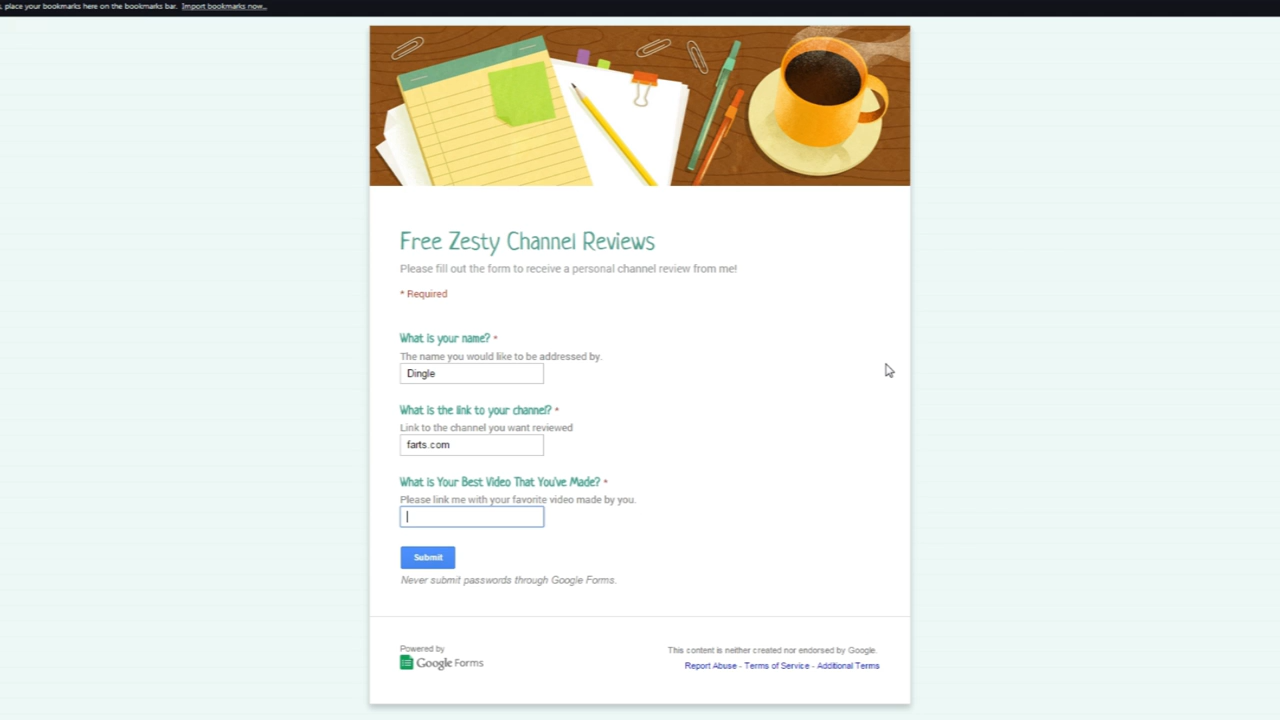 , place your bookmarks here on the bookmarks bar. Import bookmarks now...
Free Zesty Channel Reviews
Please fill out the form to receive a personal channel review from me!
* Required
What is your name? *
The name you would like to be addressed by.
Dingle
What is the link to your channel? *
Link to the channel you want reviewed
farts.com
What is Your Best Video That You've Made? *
Please link me with your favorite video made by you.
Submit
Never submit passwords through Google Forms.
Powered by
Google Forms
This content is neither created nor endorsed by Google.
Report Abuse - Terms of Service - Additional Terms